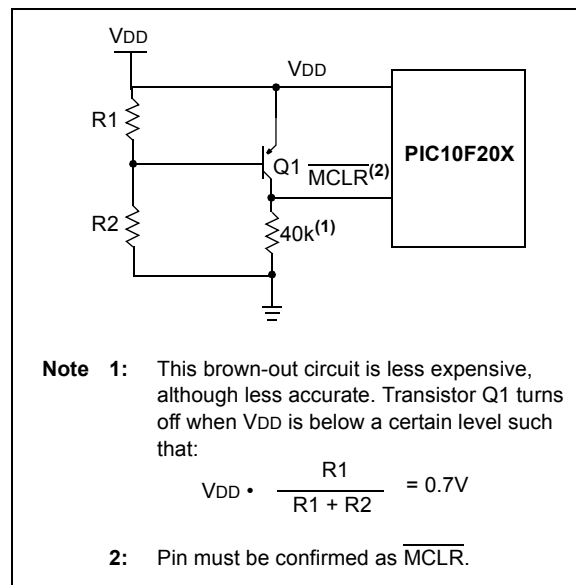 VDD
VDD
R1
PIC10F20X
Q1
MCLR(2)
R2
40k(1)
Note 1: This brown-out circuit is less expensive,
although less accurate. Transistor Q1 turns
off when VDD is below a certain level such
that:
VDD • R1 / R1 + R2 = 0.7V
2: Pin must be confirmed as MCLR.